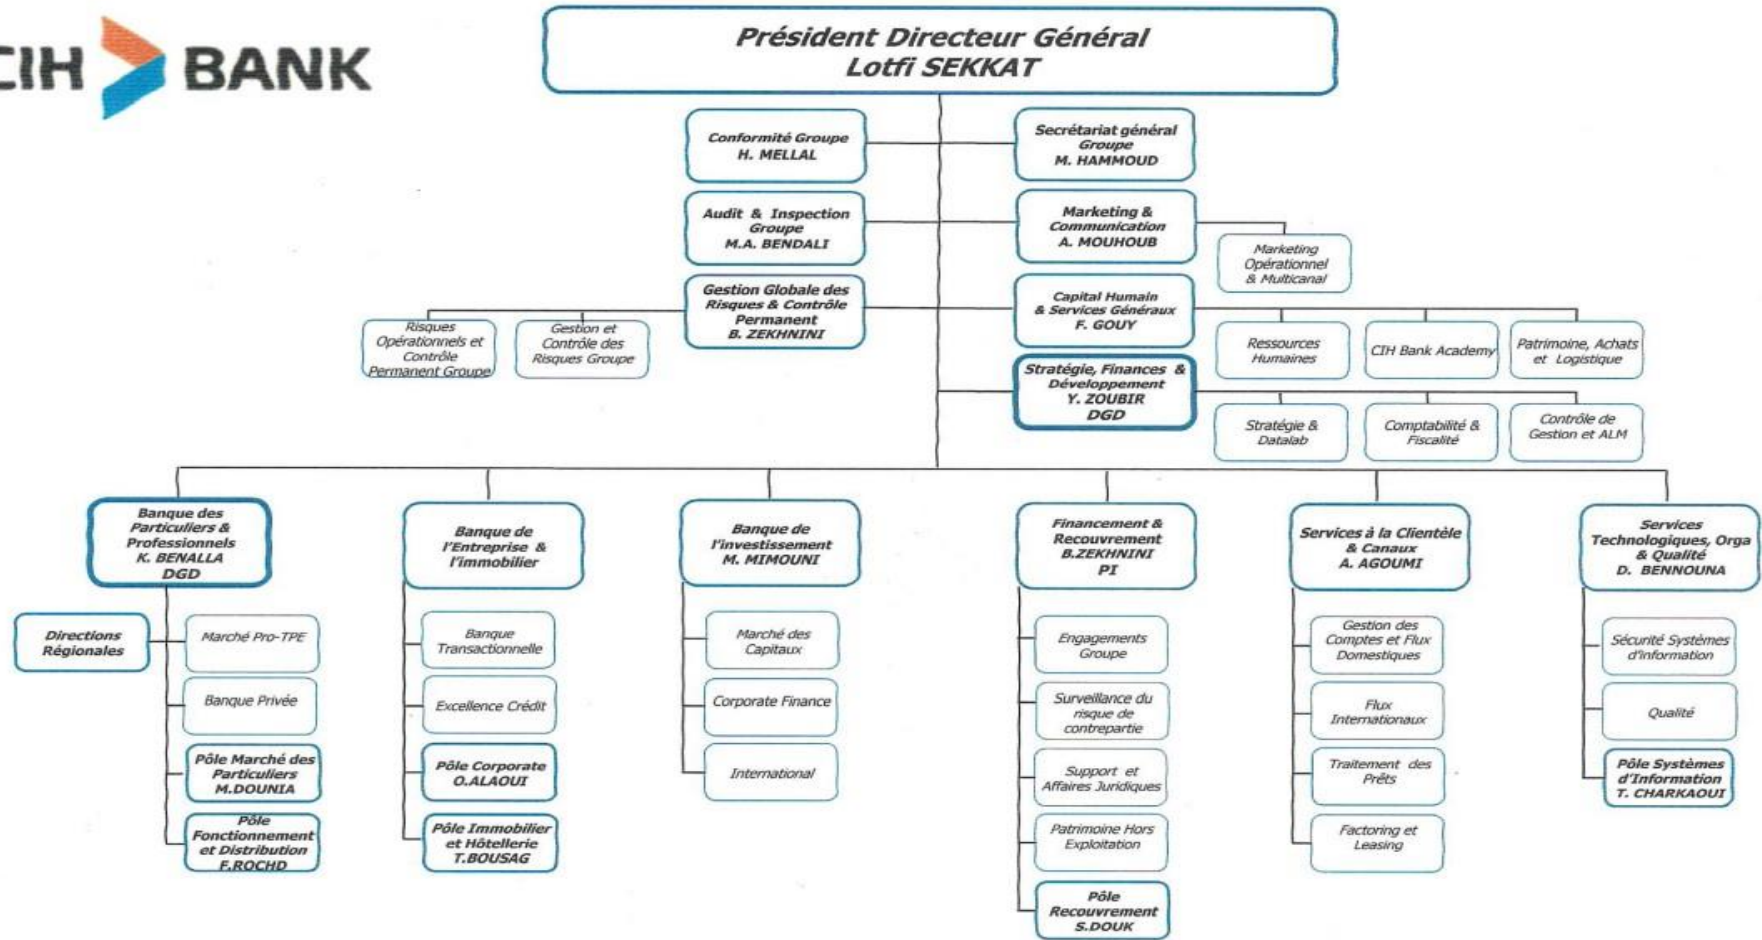 CIH BANK
Président Directeur Général
Lotfi SEKKAT
Conformité Groupe
H. MELLAL
Secrétariat général
Groupe
M. HAMMOUD
Audit & Inspection
Groupe
M.A. BENDALI
Marketing &
Communication
A. MOUHOUB
Marketing
Opérationnel
& Multicanal
Gestion Globale des
Risques & Contrôle
Permanent
B. ZEKHNINI
Risques
Opérationnels et
Contrôle
Permanent Groupe
Gestion et
Contrôle des
Risques Groupe
Capital Humain
& Services Généraux
F. GOUY
Ressources
Humaines
CIH Bank Academy
Patrimoine, Achats
et Logistique
Stratégie, Finances &
Développement
Y. ZOUBIR
DGD
Stratégie &
Datalab
Comptabilité &
Fiscalité
Contrôle de
Gestion et ALM
Banque des
Particuliers &
Professionnels
K. BENALLA
DGD
Directions
Régionales
Marché Pro-TPE
Banque Privée
Pôle Marché des
Particuliers
M.DOUNIA
Pôle
Fonctionnement
et Distribution
F.ROCHD
Banque de
l'Entreprise &
l'immobilier
Banque
Transactionnelle
Excellence Crédit
Pôle Corporate
O.ALAOUI
Pôle Immobilier
et Hôtellerie
T.BOUSAG
Banque de
l'investissement
M. MIMOUNI
Marché des
Capitaux
Corporate Finance
International
Financement &
Recouvrement
B.ZEKHNINI
PI
Engagements
Groupe
Surveillance du
risque de
contrepartie
Support et
Affaires Juridiques
Patrimoine Hors
Exploitation
Pôle
Recouvrement
S.DOUK
Services à la Clientèle
& Canaux
A. AGOUMI
Gestion des
Comptes et Flux
Domestiques
Flux
Internationaux
Traitement des
Prêts
Factoring et
Leasing
Services
Technologiques, Orga
& Qualité
D. BENNOUNA
Sécurité Systèmes
d'information
Qualité
Pôle Systèmes
d'Information
T. CHARKAOUI